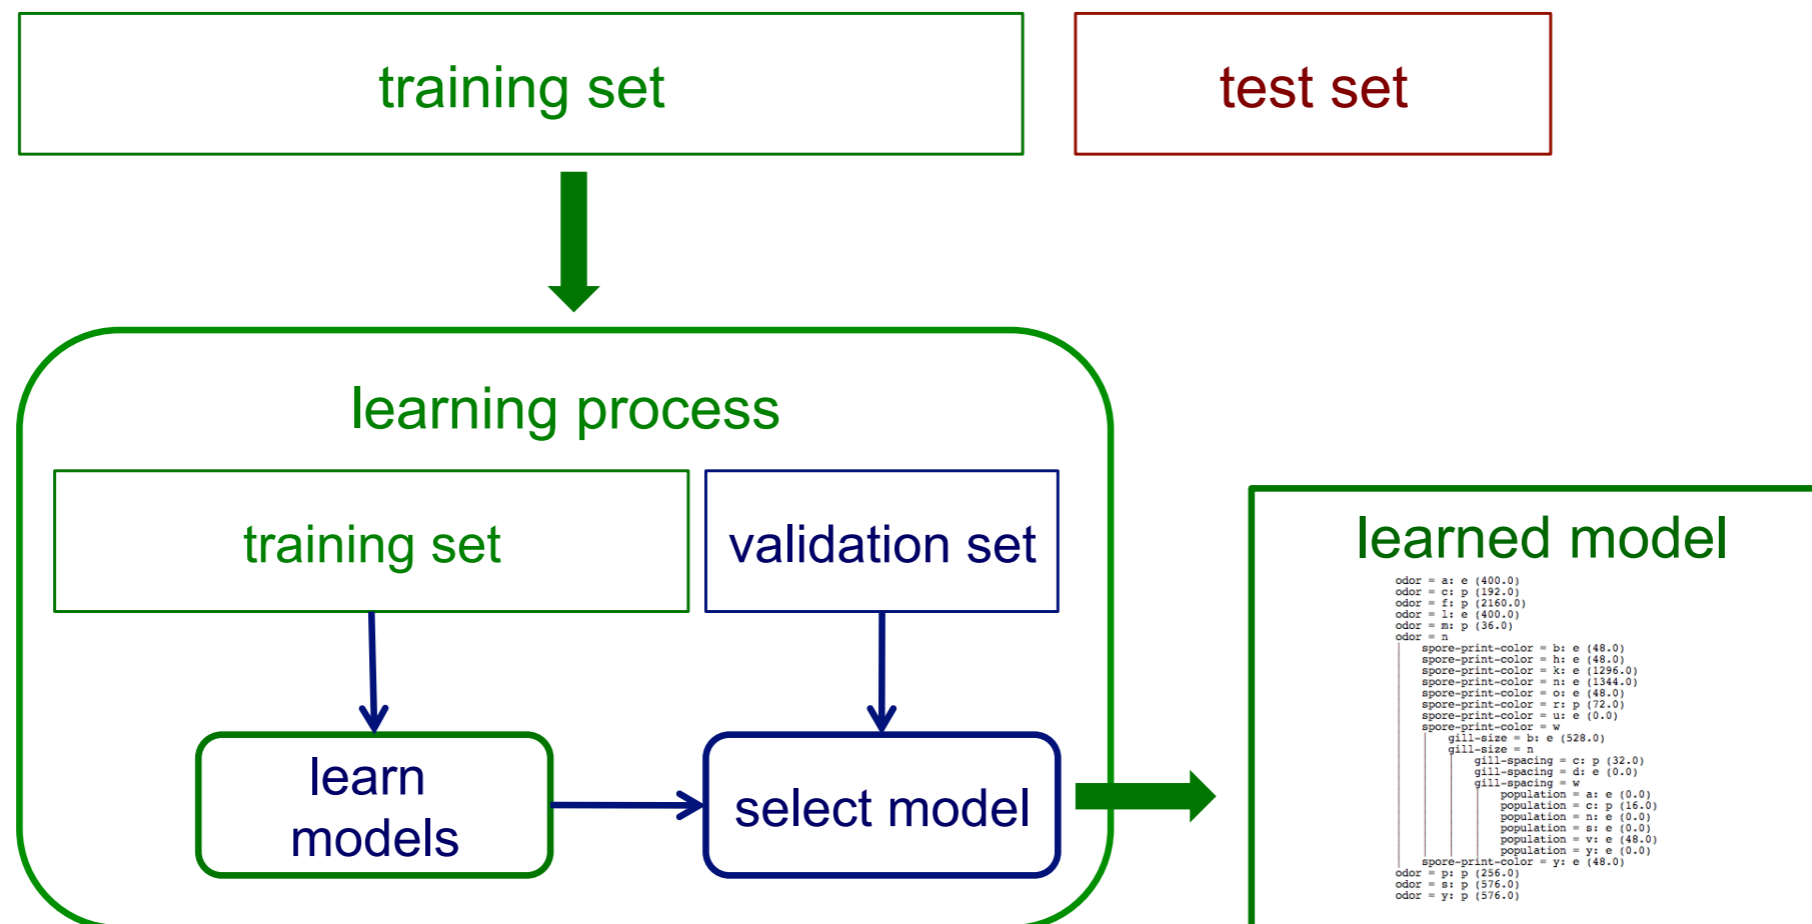 training set
test set
learning process
training set
validation set
learn
models
select model
learned model
odor = a: e (400.0)
odor = c: p (192.0)
odor = f: p (2160.0)
odor = l: e (400.0)
odor = m: p (36.0)
odor = n
|   spore-print-color = b: e (48.0)
|   spore-print-color = h: e (48.0)
|   spore-print-color = k: e (1296.0)
|   spore-print-color = n: e (1344.0)
|   spore-print-color = o: e (48.0)
|   spore-print-color = r: p (72.0)
|   spore-print-color = u: e (0.0)
|   spore-print-color = w
|   |   gill-size = b: e (528.0)
|   |   gill-size = n
|   |   |   gill-spacing = c: p (32.0)
|   |   |   gill-spacing = d: e (0.0)
|   |   |   gill-spacing = w
|   |   |   |   population = a: e (0.0)
|   |   |   |   population = c: p (16.0)
|   |   |   |   population = n: e (0.0)
|   |   |   |   population = s: e (0.0)
|   |   |   |   population = v: e (48.0)
|   |   |   |   population = y: e (0.0)
|   spore-print-color = y: e (48.0)
odor = p: p (256.0)
odor = s: p (576.0)
odor = y: p (576.0)